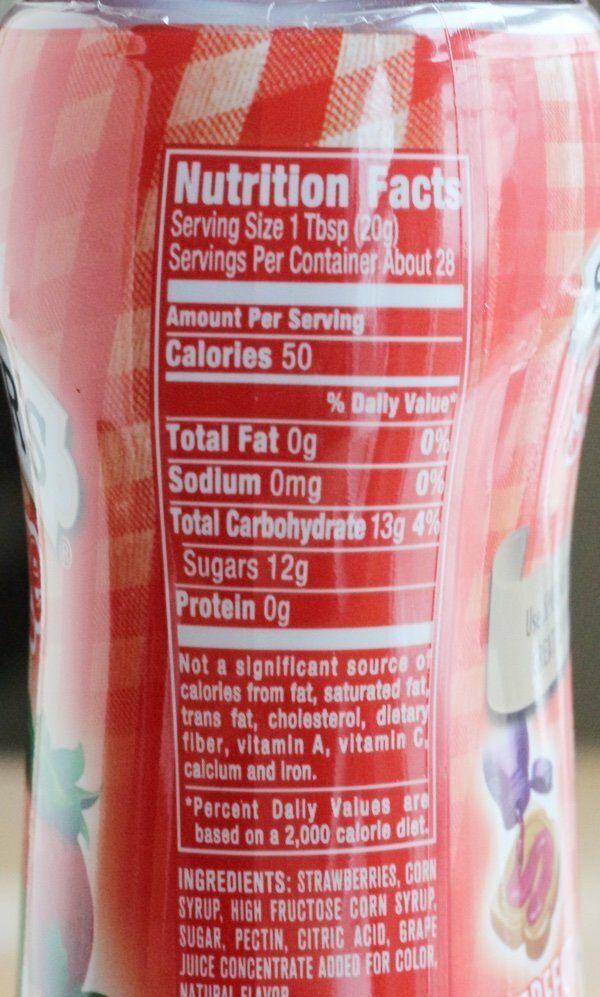 Nutrition Facts
Serving Size 1 Tbsp (20g)
Servings Per Container About 28
Amount Per Serving
Calories 50
% Daily Value*
Total Fat 0g 0%
Sodium 0mg 0%
Total Carbohydrate 13g 4%
Sugars 12g
Protein 0g
Not a significant source of
calories from fat, saturated fat,
trans fat, cholesterol, dietary
fiber, vitamin A, vitamin C,
calcium and iron.
*Percent Daily Values are
based on a 2,000 calorie diet.
INGREDIENTS: STRAWBERRIES, CORN
SYRUP, HIGH FRUCTOSE CORN SYRUP,
SUGAR, PECTIN, CITRIC ACID, GRAPE
JUICE CONCENTRATE ADDED FOR COLOR,
NATURAL FLAVOR